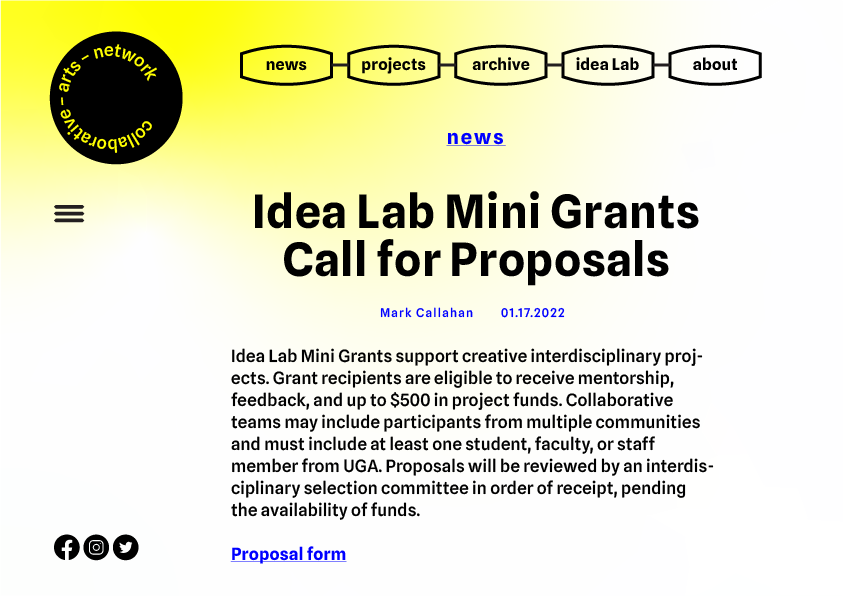 collaborative – arts – network
news
projects
archive
idea Lab
about
news
Idea Lab Mini Grants
Call for Proposals
Mark Callahan 01.17.2022
Idea Lab Mini Grants support creative interdisciplinary proj-
ects. Grant recipients are eligible to receive mentorship,
feedback, and up to $500 in project funds. Collaborative
teams may include participants from multiple communities
and must include at least one student, faculty, or staff
member from UGA. Proposals will be reviewed by an interdis-
ciplinary selection committee in order of receipt, pending
the availability of funds.
Proposal form